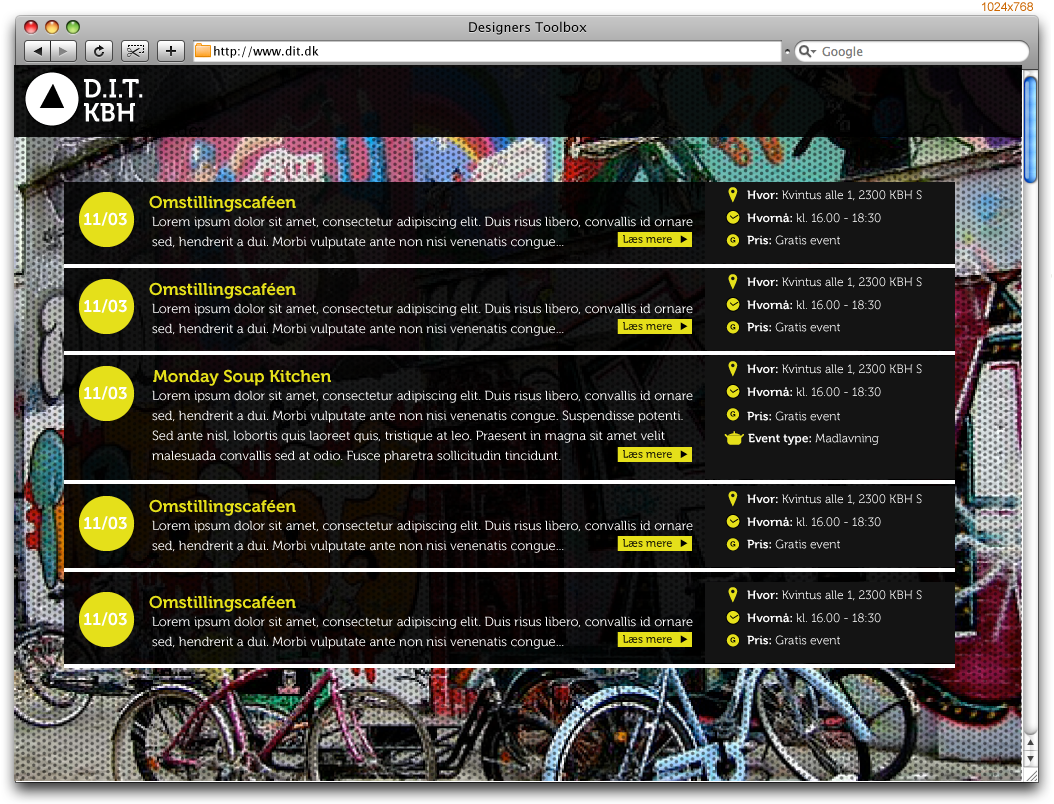 1024x768
Designers Toolbox
http://www.dit.dk
Google
D.I.T.
KBH
11/03
Omstillingscaféen
Lorem ipsum dolor sit amet, consectetur adipiscing elit. Duis risus libero, convallis id ornare
sed, hendrerit a dui. Morbi vulputate ante non nisi venenatis congue...
Læs mere
Hvor: Kvintus alle 1, 2300 KBH S
Hvornå: kl. 16.00 - 18:30
G Pris: Gratis event
11/03
Omstillingscaféen
Lorem ipsum dolor sit amet, consectetur adipiscing elit. Duis risus libero, convallis id ornare
sed, hendrerit a dui. Morbi vulputate ante non nisi venenatis congue...
Læs mere
Hvor: Kvintus alle 1, 2300 KBH S
Hvornå: kl. 16.00 - 18:30
G Pris: Gratis event
11/03
Monday Soup Kitchen
Lorem ipsum dolor sit amet, consectetur adipiscing elit. Duis risus libero, convallis id ornare
sed, hendrerit a dui. Morbi vulputate ante non nisi venenatis congue. Suspendisse potenti.
Sed ante nisl, lobortis quis laoreet quis, tristique at leo. Praesent in magna sit amet velit
malesuada convallis sed at odio. Fusce pharetra sollicitudin tincidunt.
Læs mere
Hvor: Kvintus alle 1, 2300 KBH S
Hvornå: kl. 16.00 - 18:30
G Pris: Gratis event
Event type: Madlavning
11/03
Omstillingscaféen
Lorem ipsum dolor sit amet, consectetur adipiscing elit. Duis risus libero, convallis id ornare
sed, hendrerit a dui. Morbi vulputate ante non nisi venenatis congue...
Læs mere
Hvor: Kvintus alle 1, 2300 KBH S
Hvornå: kl. 16.00 - 18:30
G Pris: Gratis event
11/03
Omstillingscaféen
Lorem ipsum dolor sit amet, consectetur adipiscing elit. Duis risus libero, convallis id ornare
sed, hendrerit a dui. Morbi vulputate ante non nisi venenatis congue...
Læs mere
Hvor: Kvintus alle 1, 2300 KBH S
Hvornå: kl. 16.00 - 18:30
G Pris: Gratis event